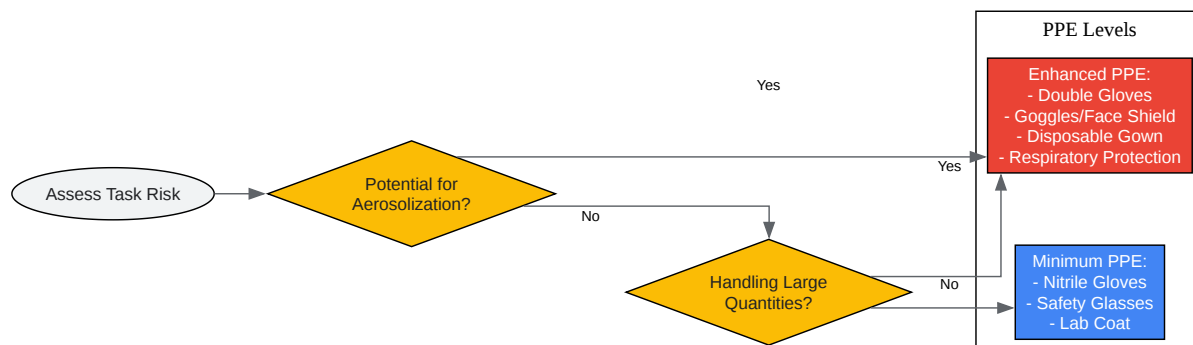 PPE Levels
Enhanced PPE:
- Double Gloves
- Goggles/Face Shield
- Disposable Gown
- Respiratory Protection
Yes
Yes
Assess Task Risk
Potential for
Aerosolization?
No
Handling Large
Quantities?
No
Minimum PPE:
- Nitrile Gloves
- Safety Glasses
- Lab Coat